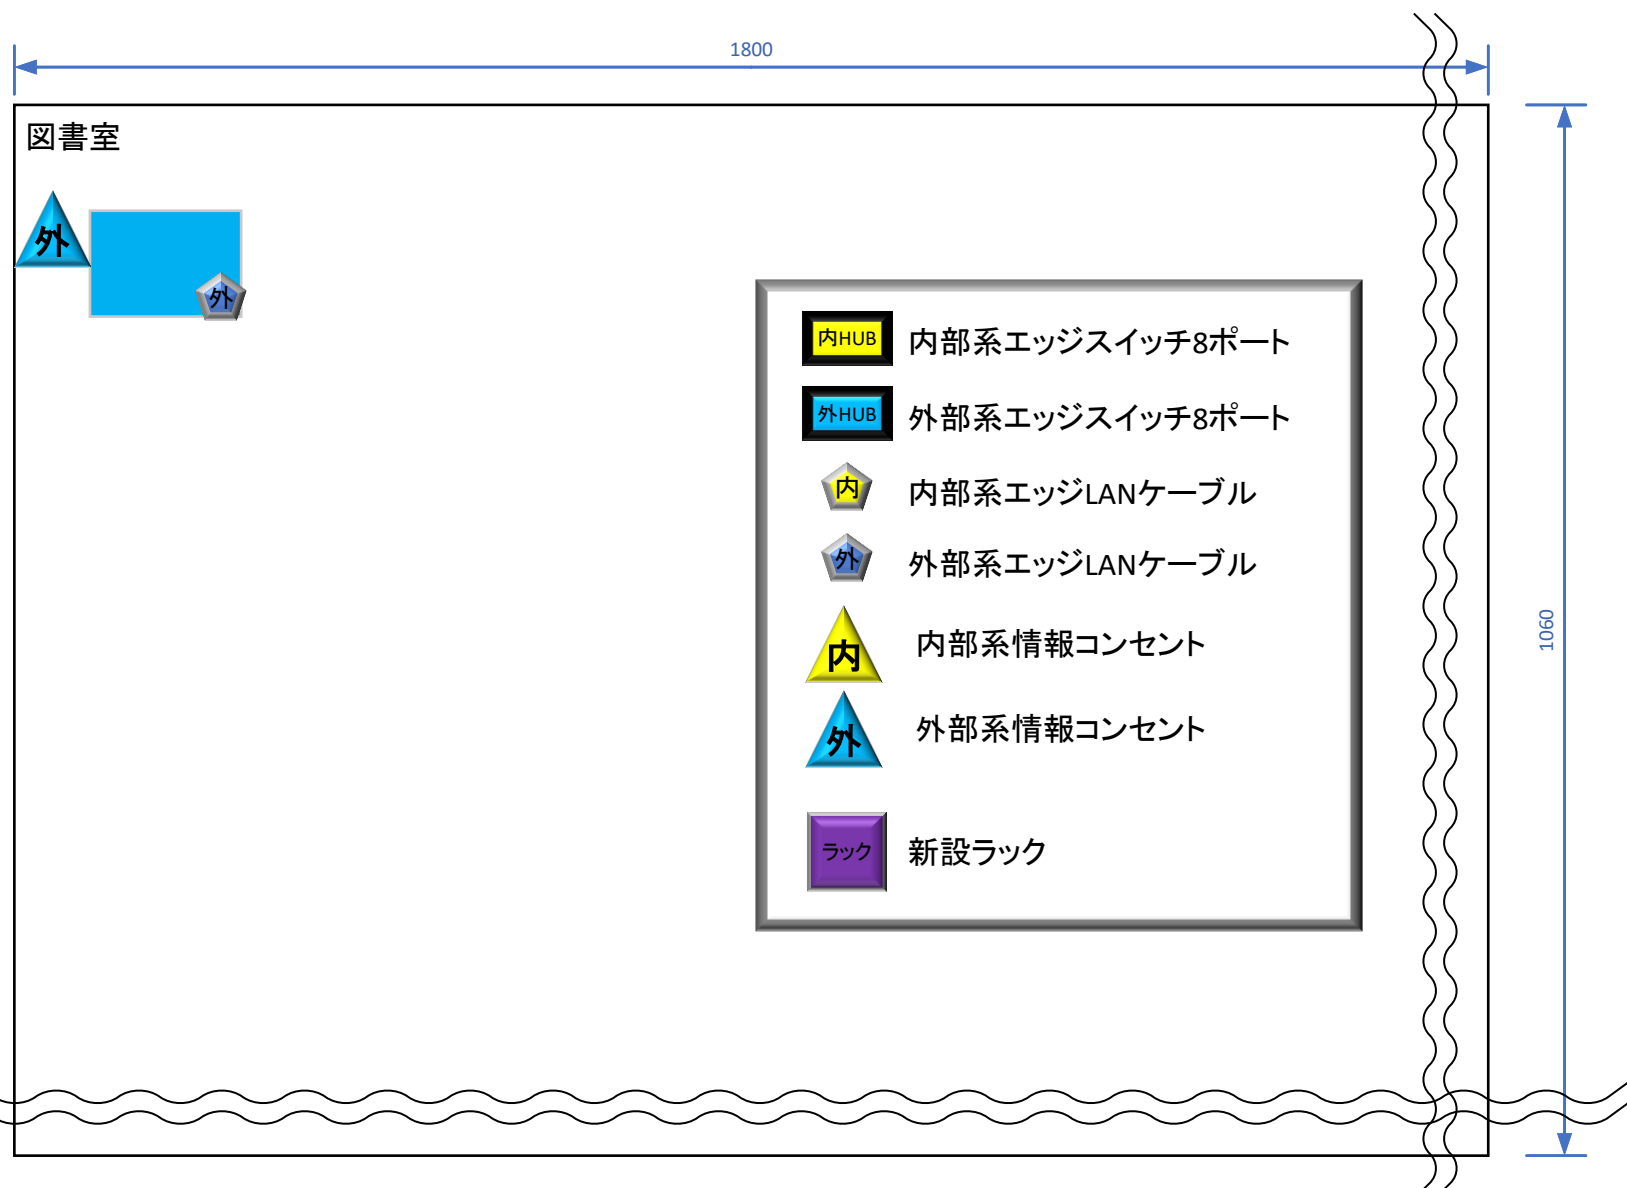 1800
図書室
外
外
内HUB 内部系エッジスイッチ8ポート
外HUB 外部系エッジスイッチ8ポート
内 内部系エッジLANケーブル
外 外部系エッジLANケーブル
内 内部系情報コンセント
外 外部系情報コンセント
ラック 新設ラック
1060